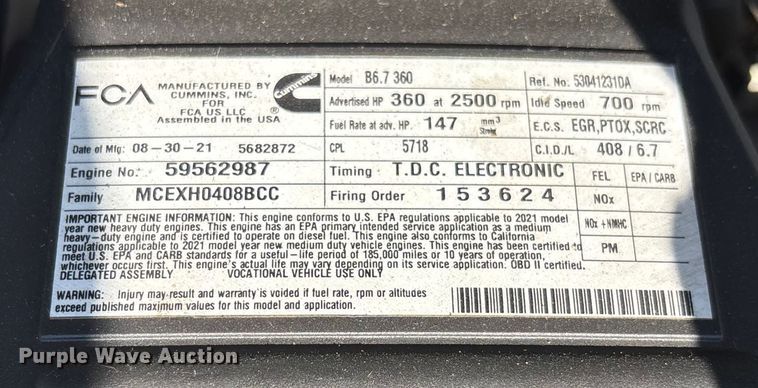 FCA
MANUFACTURED BY
CUMMINS, INC.
FOR
FCA US LLC
Assembled in the USA
Cummins ®
Model B6.7 360
Ref. No. 53041231DA
Advertised HP 360 at 2500 rpm
Idle Speed 700 rpm
Fuel Rate at adv. HP 147 mm³ Stroke
E.C.S. EGR,PTOX,SCRC
Date of Mfg: 08-30-21 5682872
CPL 5718
C.I.D./L 408 / 6.7
Engine No. 59562987
Timing T.D.C. ELECTRONIC
FEL EPA / CARB
Family MCEXH0408BCC
Firing Order 153624
NOx
NOx + NMHC
PM
IMPORTANT ENGINE INFORMATION: This engine conforms to U.S. EPA regulations applicable to 2021 model
year new heavy duty engines. This engine has an EPA primary intended service application as a medium
heavy-duty engine and is certified to operate on diesel fuel. This engine also conforms to California
regulations applicable to 2021 model year new medium duty vehicle engines. This engine has been certified to
meet U.S. EPA and CARB standards for a useful-life period of 185,000 miles or 10 years of operation,
whichever occurs first. This engine's actual life may vary depending on its service application. OBD II certified.
DELEGATED ASSEMBLY VOCATIONAL VEHICLE USE ONLY
WARNING: Injury may result and warranty is voided if fuel rate, rpm or altitudes
exceed published maximum values for this model and application.
Purple Wave Auction